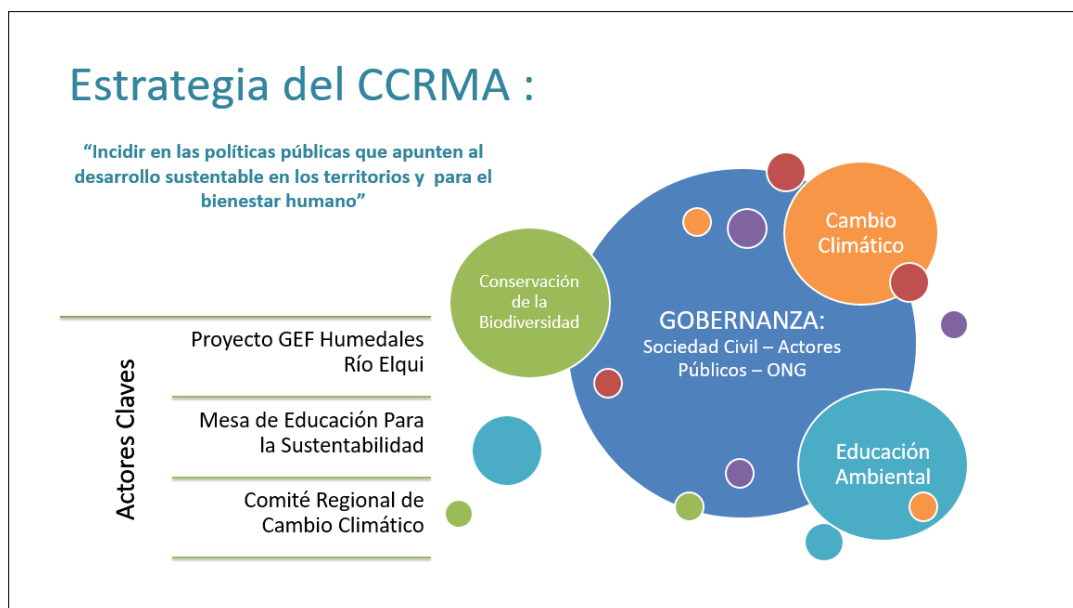 Estrategia del CCRMA :
“Incidir en las políticas públicas que apunten al
desarrollo sustentable en los territorios y para el
bienestar humano”
Actores Claves
Proyecto GEF Humedales
Río Elqui
Mesa de Educación Para
la Sustentabilidad
Comité Regional de
Cambio Climático
Conservación
de la
Biodiversidad
GOBERNANZA:
Sociedad Civil – Actores
Públicos – ONG
Cambio
Climático
Educación
Ambiental